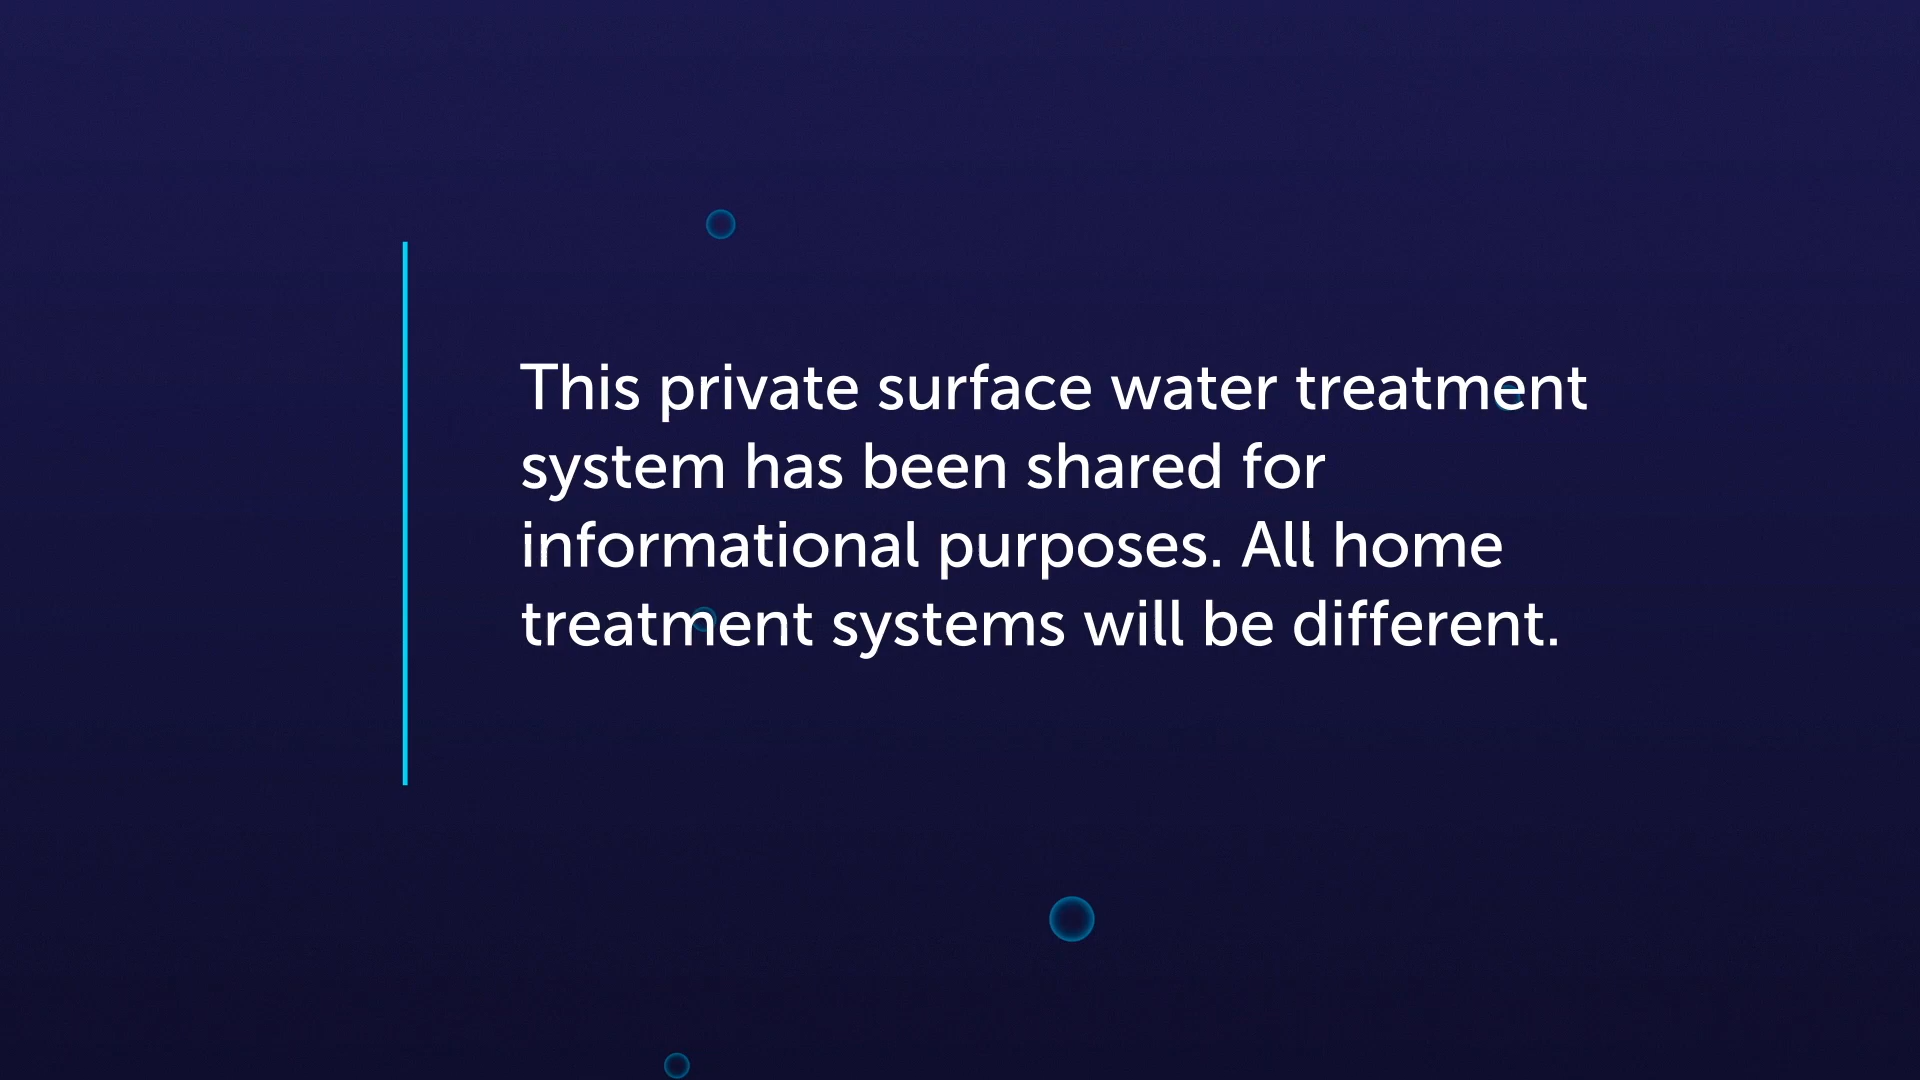 This private surface water treatment
system has been shared for
informational purposes. All home
treatment systems will be different.